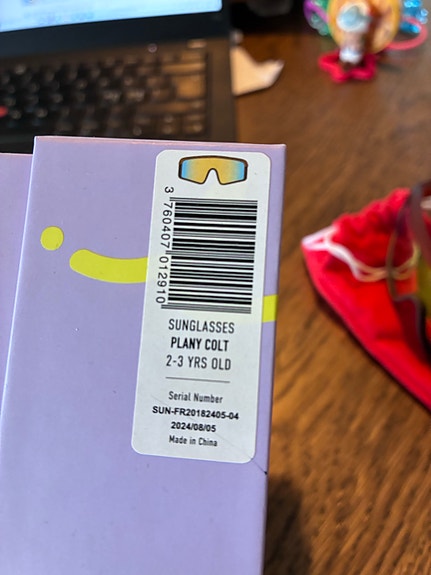 3 760407 012910
SUNGLASSES
PLANY COLT
2-3 YRS OLD
Serial Number
SUN-FR20182405-04
2024/08/05
Made in China